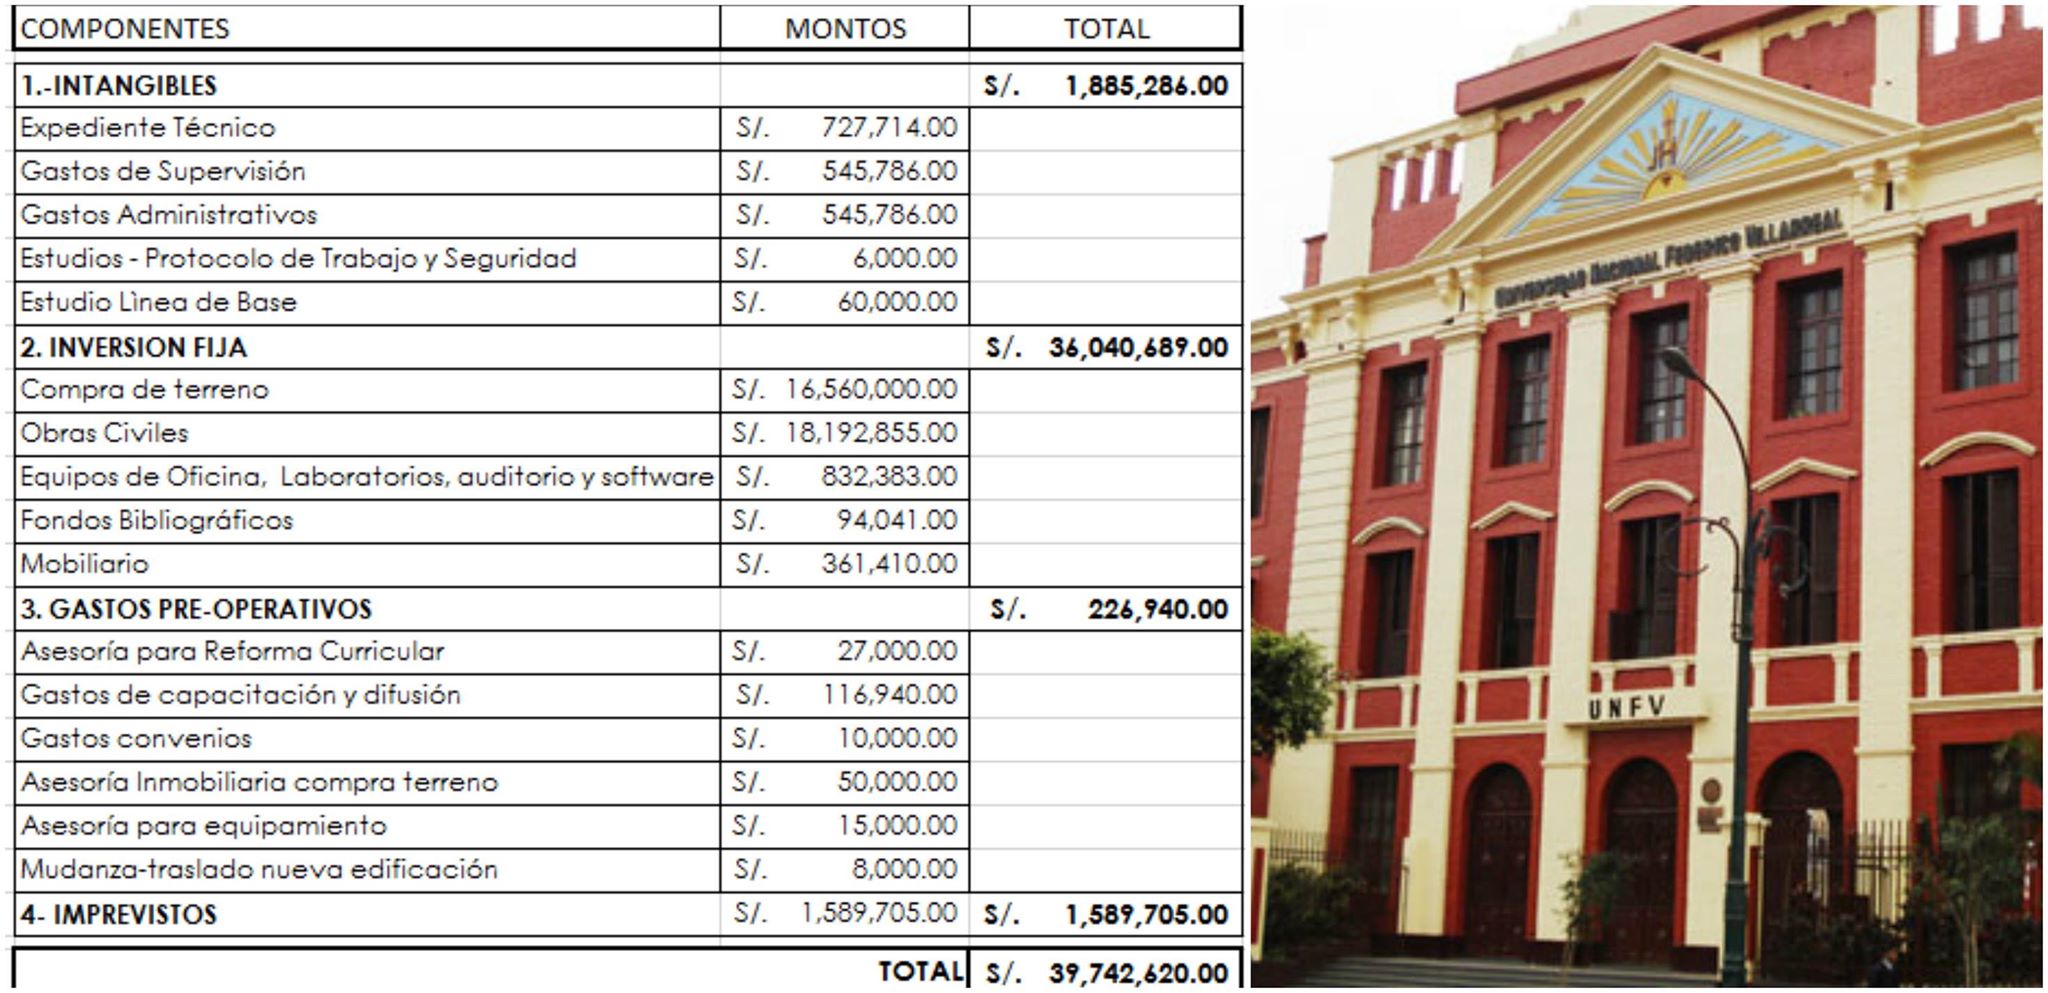 COMPONENTES MONTOS TOTAL
1.-INTANGIBLES S/. 1,885,286.00
Expediente Técnico S/. 727,714.00
Gastos de Supervisión S/. 545,786.00
Gastos Administrativos S/. 545,786.00
Estudios - Protocolo de Trabajo y Seguridad S/. 6,000.00
Estudio Lìnea de Base S/. 60,000.00
2. INVERSION FIJA S/. 36,040,689.00
Compra de terreno S/. 16,560,000.00
Obras Civiles S/. 18,192,855.00
Equipos de Oficina, Laboratorios, auditorio y software S/. 832,383.00
Fondos Bibliográficos S/. 94,041.00
Mobiliario S/. 361,410.00
3. GASTOS PRE-OPERATIVOS S/. 226,940.00
Asesoría para Reforma Curricular S/. 27,000.00
Gastos de capacitación y difusión S/. 116,940.00
Gastos convenios S/. 10,000.00
Asesoría Inmobiliaria compra terreno S/. 50,000.00
Asesoría para equipamiento S/. 15,000.00
Mudanza-traslado nueva edificación S/. 8,000.00
4- IMPREVISTOS S/. 1,589,705.00 S/. 1,589,705.00
TOTAL S/. 39,742,620.00
UNIVERSIDAD NACIONAL FEDERICO VILLARREAL
UNFV